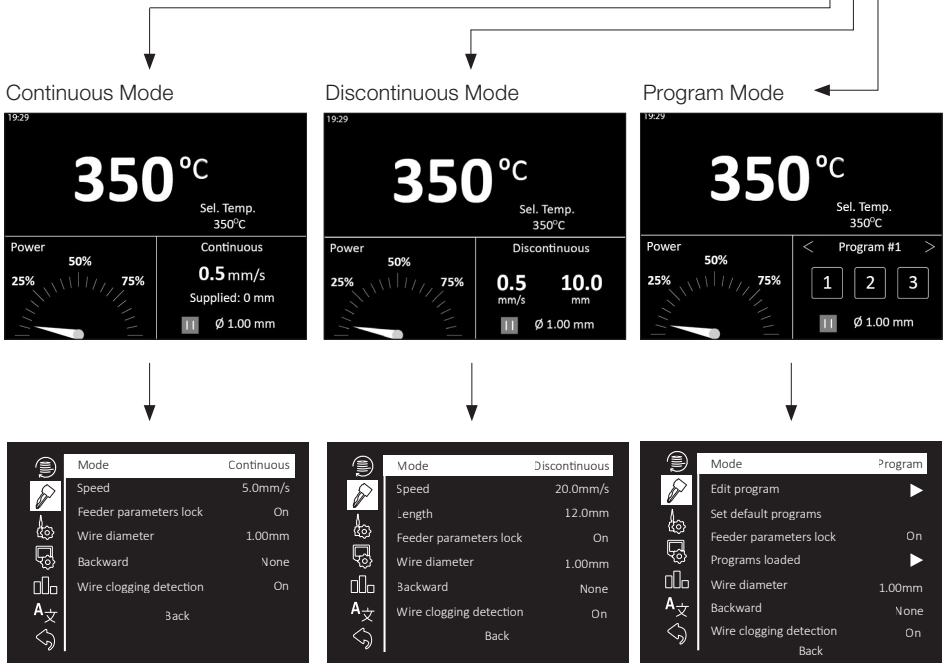 Continuous Mode
19:29
350°C
Sel. Temp.
350°C
Power
25%
50%
75%
Continuous
0.5 mm/s
Supplied: 0 mm
Ø 1.00 mm
Discontinuous Mode
19:29
350°C
Sel. Temp.
350°C
Power
25%
50%
75%
Discontinuous
0.5 10.0
mm/s mm
Ø 1.00 mm
Program Mode
19:29
350°C
Sel. Temp.
350°C
Power
25%
50%
75%
< Program #1 >
1 2 3
Ø 1.00 mm
Mode Continuous
Speed 5.0mm/s
Feeder parameters lock On
Wire diameter 1.00mm
Backward None
Wire clogging detection On
Back
A文
Mode Discontinuous
Speed 20.0mm/s
Length 12.0mm
Feeder parameters lock On
Wire diameter 1.00mm
Backward None
Wire clogging detection On
Back
A文
Mode Program
Edit program
Set default programs
Feeder parameters lock On
Programs loaded
Wire diameter 1.00mm
Backward None
Wire clogging detection On
Back
A文